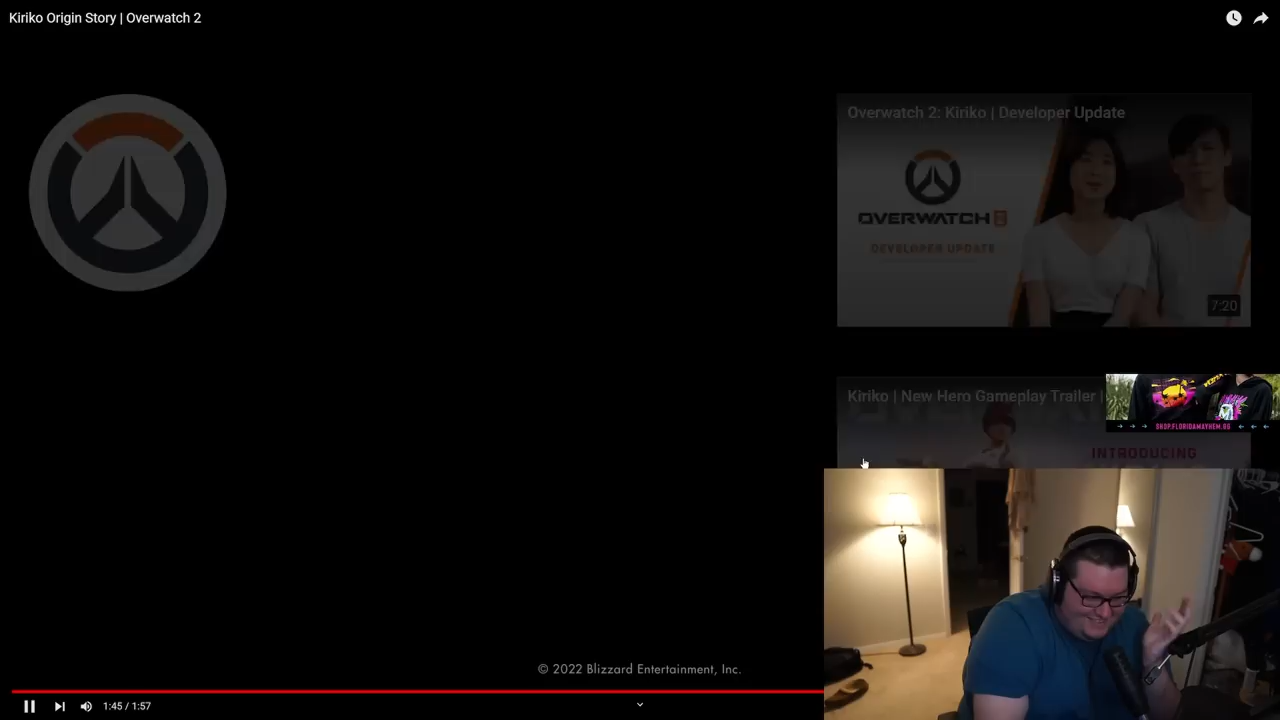 Kiriko Origin Story | Overwatch 2
Overwatch 2: Kiriko | Developer Update
OVERWATCH 2
DEVELOPER UPDATE
7:20
Kiriko | New Hero Gameplay Trailer |
SHOP.FLORIDAMAYHEM.GG
INTRODUCING
© 2022 Blizzard Entertainment, Inc.
1:45 / 1:57